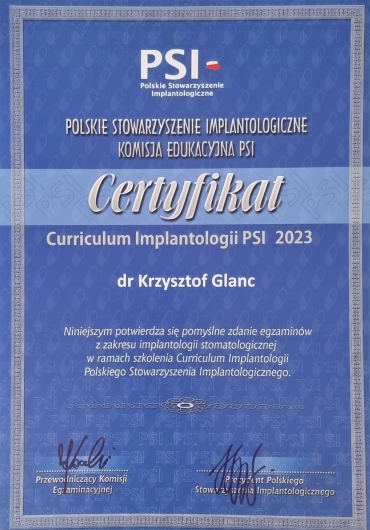 PSI
Polskie Stowarzyszenie
Implantologiczne
POLSKIE STOWARZYSZENIE IMPLANTOLOGICZNE
KOMISJA EDUKACYJNA PSI
Certyfikat
Curriculum Implantologii PSI 2023
dr Krzysztof Glanc
Niniejszym potwierdza się pomyślne zdanie egzaminów
z zakresu implantologii stomatologicznej
w ramach szkolenia Curriculum Implantologii
Polskiego Stowarzyszenia Implantologicznego.
Przewodniczący Komisji
Egzaminacyjnej
Prezydent Polskiego
Stowarzyszenia Implantologicznego